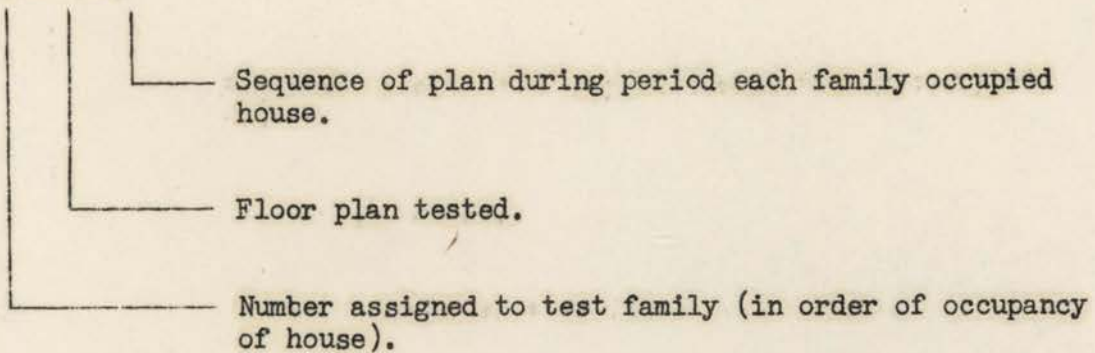 Sequence of plan during period each family occupied
house.
Floor plan tested.
Number assigned to test family (in order of occupancy
of house).